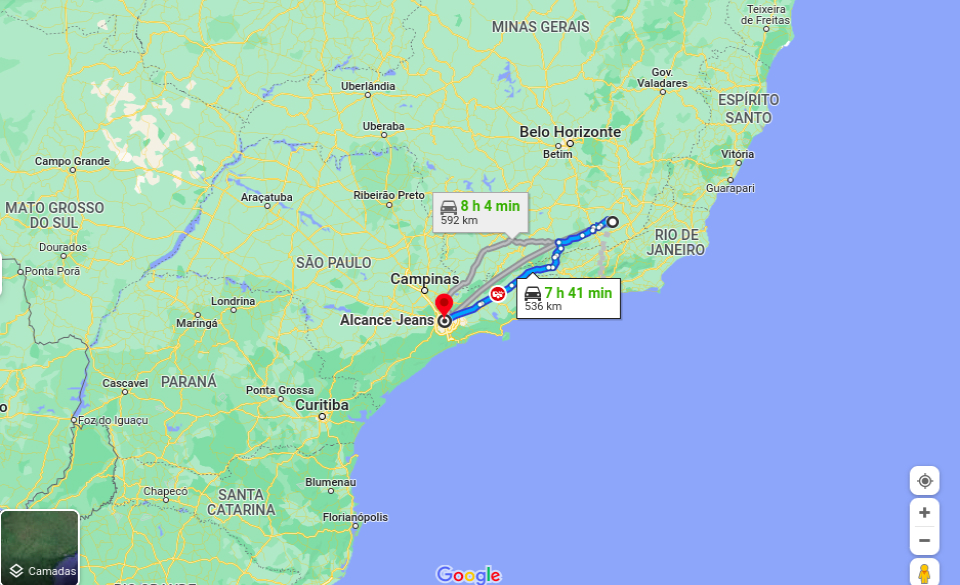 Teixeira
de Freitas
MINAS GERAIS
Gov.
Valadares
Uberlândia
ESPÍRITO
SANTO
Uberaba
Belo Horizonte
Betim
Vitória
Campo Grande
Guarapari
Araçatuba
Ribeirão Preto
8 h 4 min
592 km
MATO GROSSO
DO SUL
RIO DE
JANEIRO
Dourados
SÃO PAULO
Ponta Porã
Campinas
7 h 41 min
536 km
Londrina
Alcance Jeans
Maringá
Cascavel
PARANÁ
Ponta Grossa
Curitiba
o
Foz do Iguaçu
Blumenau
Chapecó
SANTA
CATARINA
Florianópolis
Camadas
Google
RIO GRANDE